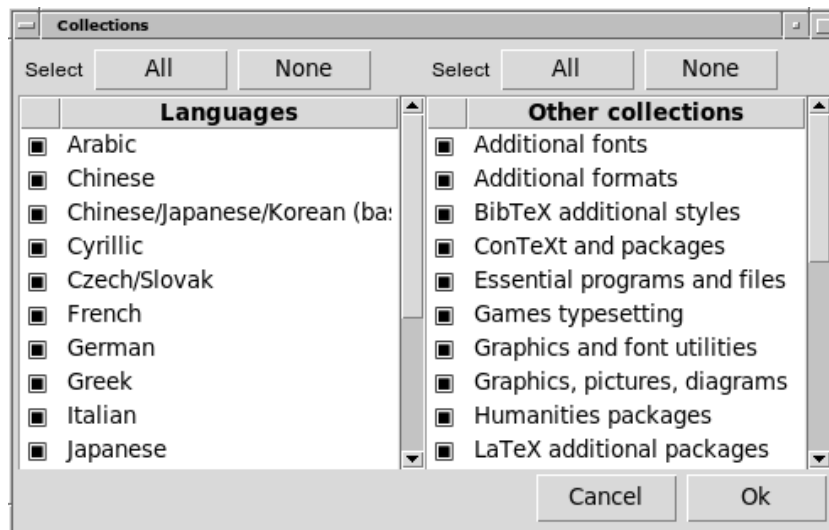 Collections
Select All None
Select All None
Languages
Arabic
Chinese
Chinese/Japanese/Korean (bas
Cyrillic
Czech/Slovak
French
German
Greek
Italian
Japanese
Other collections
Additional fonts
Additional formats
BibTeX additional styles
ConTeXt and packages
Essential programs and files
Games typesetting
Graphics and font utilities
Graphics, pictures, diagrams
Humanities packages
LaTeX additional packages
Cancel Ok